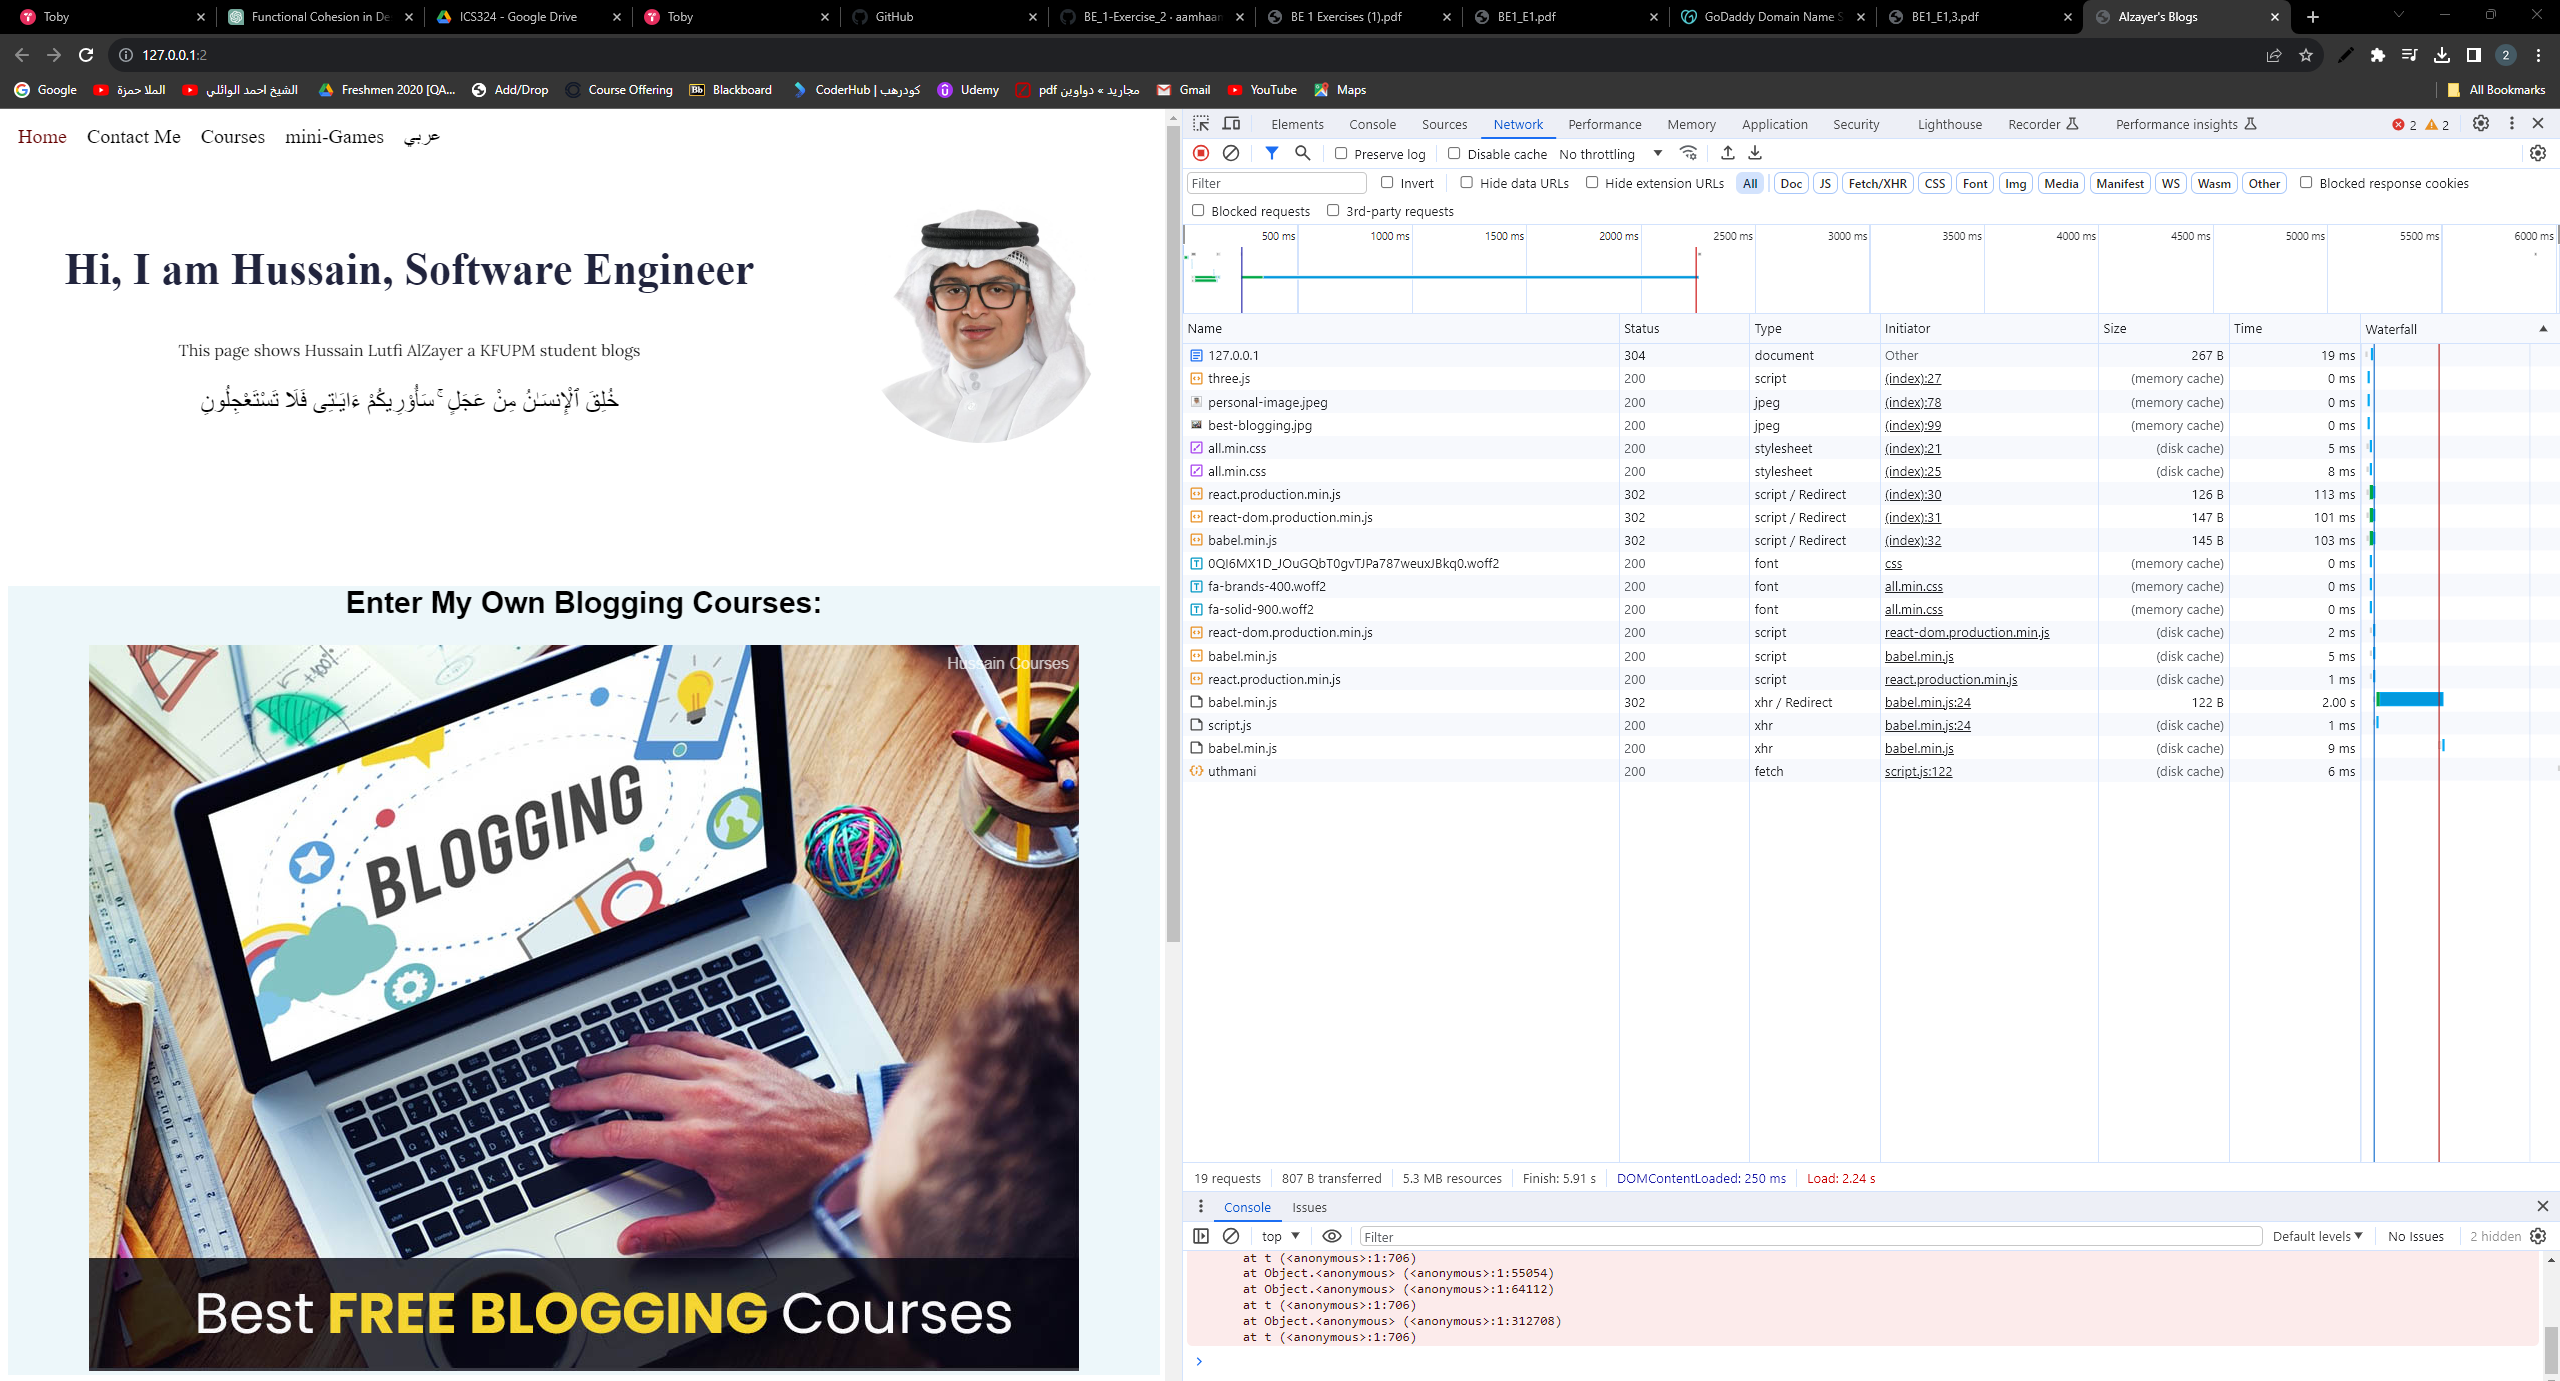 Toby
Functional Cohesion in De
ICS324 - Google Drive
Toby
GitHub
BE_1-Exercise_2 · aamhaan
BE 1 Exercises (1).pdf
BE1_E1.pdf
GoDaddy Domain Name S
BE1_E1,3.pdf
Alzayer's Blogs
127.0.0.1:2
2
Google
الملا حمزة
الشيخ احمد الوائلي
Freshmen 2020 [QA...
Add/Drop
Course Offering
Bb Blackboard
CoderHub | كودرهب
Udemy
مجاريد » دواوين pdf
Gmail
YouTube
Maps
All Bookmarks
Home Contact Me Courses mini-Games عربي
Hi, I am Hussain, Software Engineer
This page shows Hussain Lutfi AlZayer a KFUPM student blogs
خُلِقَ ٱلْإِنسَـٰنُ مِنْ عَجَلٍ ۚ سَأُو۟رِيكُمْ ءَايَـٰتِى فَلَا تَسْتَعْجِلُونِ
Enter My Own Blogging Courses:
Hussain Courses
+100%
BLOGGING
Best FREE BLOGGING Courses
Elements Console Sources Network Performance Memory Application Security Lighthouse Recorder Performance insights 2 2
Preserve log Disable cache No throttling
Filter Invert Hide data URLs Hide extension URLs All Doc JS Fetch/XHR CSS Font Img Media Manifest WS Wasm Other Blocked response cookies
Blocked requests 3rd-party requests
500 ms 1000 ms 1500 ms 2000 ms 2500 ms 3000 ms 3500 ms 4000 ms 4500 ms 5000 ms 5500 ms 6000 ms
Name Status Type Initiator Size Time Waterfall
127.0.0.1 304 document Other 267 B 19 ms
three.js 200 script (index):27 (memory cache) 0 ms
personal-image.jpeg 200 jpeg (index):78 (memory cache) 0 ms
best-blogging.jpg 200 jpeg (index):99 (memory cache) 0 ms
all.min.css 200 stylesheet (index):21 (disk cache) 5 ms
all.min.css 200 stylesheet (index):25 (disk cache) 8 ms
react.production.min.js 302 script / Redirect (index):30 126 B 113 ms
react-dom.production.min.js 302 script / Redirect (index):31 147 B 101 ms
babel.min.js 302 script / Redirect (index):32 145 B 103 ms
0QI6MX1D_JOuGQbT0gvTJPa787weuxJBkq0.woff2 200 font css (memory cache) 0 ms
fa-brands-400.woff2 200 font all.min.css (memory cache) 0 ms
fa-solid-900.woff2 200 font all.min.css (memory cache) 0 ms
react-dom.production.min.js 200 script react-dom.production.min.js (disk cache) 2 ms
babel.min.js 200 script babel.min.js (disk cache) 5 ms
react.production.min.js 200 script react.production.min.js (disk cache) 1 ms
babel.min.js 302 xhr / Redirect babel.min.js:24 122 B 2.00 s
script.js 200 xhr babel.min.js:24 (disk cache) 1 ms
babel.min.js 200 xhr babel.min.js (disk cache) 9 ms
uthmani 200 fetch script.js:122 (disk cache) 6 ms
19 requests 807 B transferred 5.3 MB resources Finish: 5.91 s DOMContentLoaded: 250 ms Load: 2.24 s
Console Issues
top Filter Default levels No Issues 2 hidden
at t (<anonymous>:1:706)
at Object.<anonymous> (<anonymous>:1:55054)
at Object.<anonymous> (<anonymous>:1:64112)
at t (<anonymous>:1:706)
at Object.<anonymous> (<anonymous>:1:312708)
at t (<anonymous>:1:706)